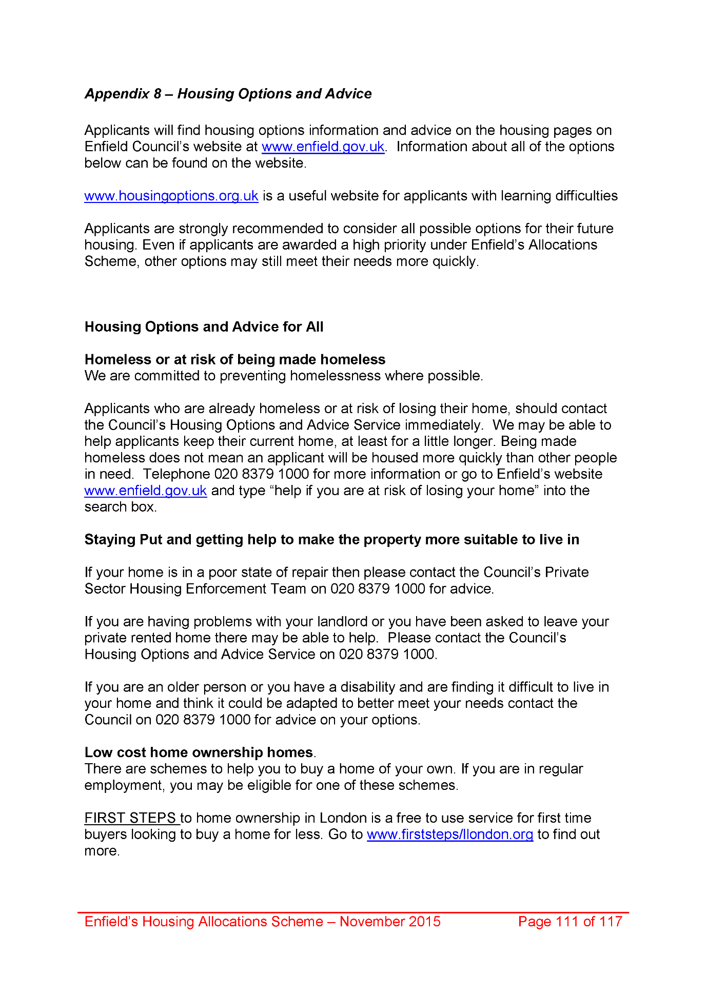 Appendix 8 – Housing Options and Advice
Applicants will find housing options information and advice on the housing pages on
Enfield Council’s website at www.enfield.gov.uk.  Information about all of the options
below can be found on the website.
www.housingoptions.org.uk is a useful website for applicants with learning difficulties
Applicants are strongly recommended to consider all possible options for their future
housing. Even if applicants are awarded a high priority under Enfield’s Allocations
Scheme, other options may still meet their needs more quickly.
Housing Options and Advice for All
Homeless or at risk of being made homeless
We are committed to preventing homelessness where possible.
Applicants who are already homeless or at risk of losing their home, should contact
the Council’s Housing Options and Advice Service immediately.  We may be able to
help applicants keep their current home, at least for a little longer. Being made
homeless does not mean an applicant will be housed more quickly than other people
in need.  Telephone 020 8379 1000 for more information or go to Enfield’s website
www.enfield.gov.uk and type “help if you are at risk of losing your home” into the
search box.
Staying Put and getting help to make the property more suitable to live in
If your home is in a poor state of repair then please contact the Council’s Private
Sector Housing Enforcement Team on 020 8379 1000 for advice.
If you are having problems with your landlord or you have been asked to leave your
private rented home there may be able to help.  Please contact the Council’s
Housing Options and Advice Service on 020 8379 1000.
If you are an older person or you have a disability and are finding it difficult to live in
your home and think it could be adapted to better meet your needs contact the
Council on 020 8379 1000 for advice on your options.
Low cost home ownership homes.
There are schemes to help you to buy a home of your own. If you are in regular
employment, you may be eligible for one of these schemes.
FIRST STEPS to home ownership in London is a free to use service for first time
buyers looking to buy a home for less. Go to www.firststeps/llondon.org to find out
more.
Enfield’s Housing Allocations Scheme – November 2015 Page 111 of 117